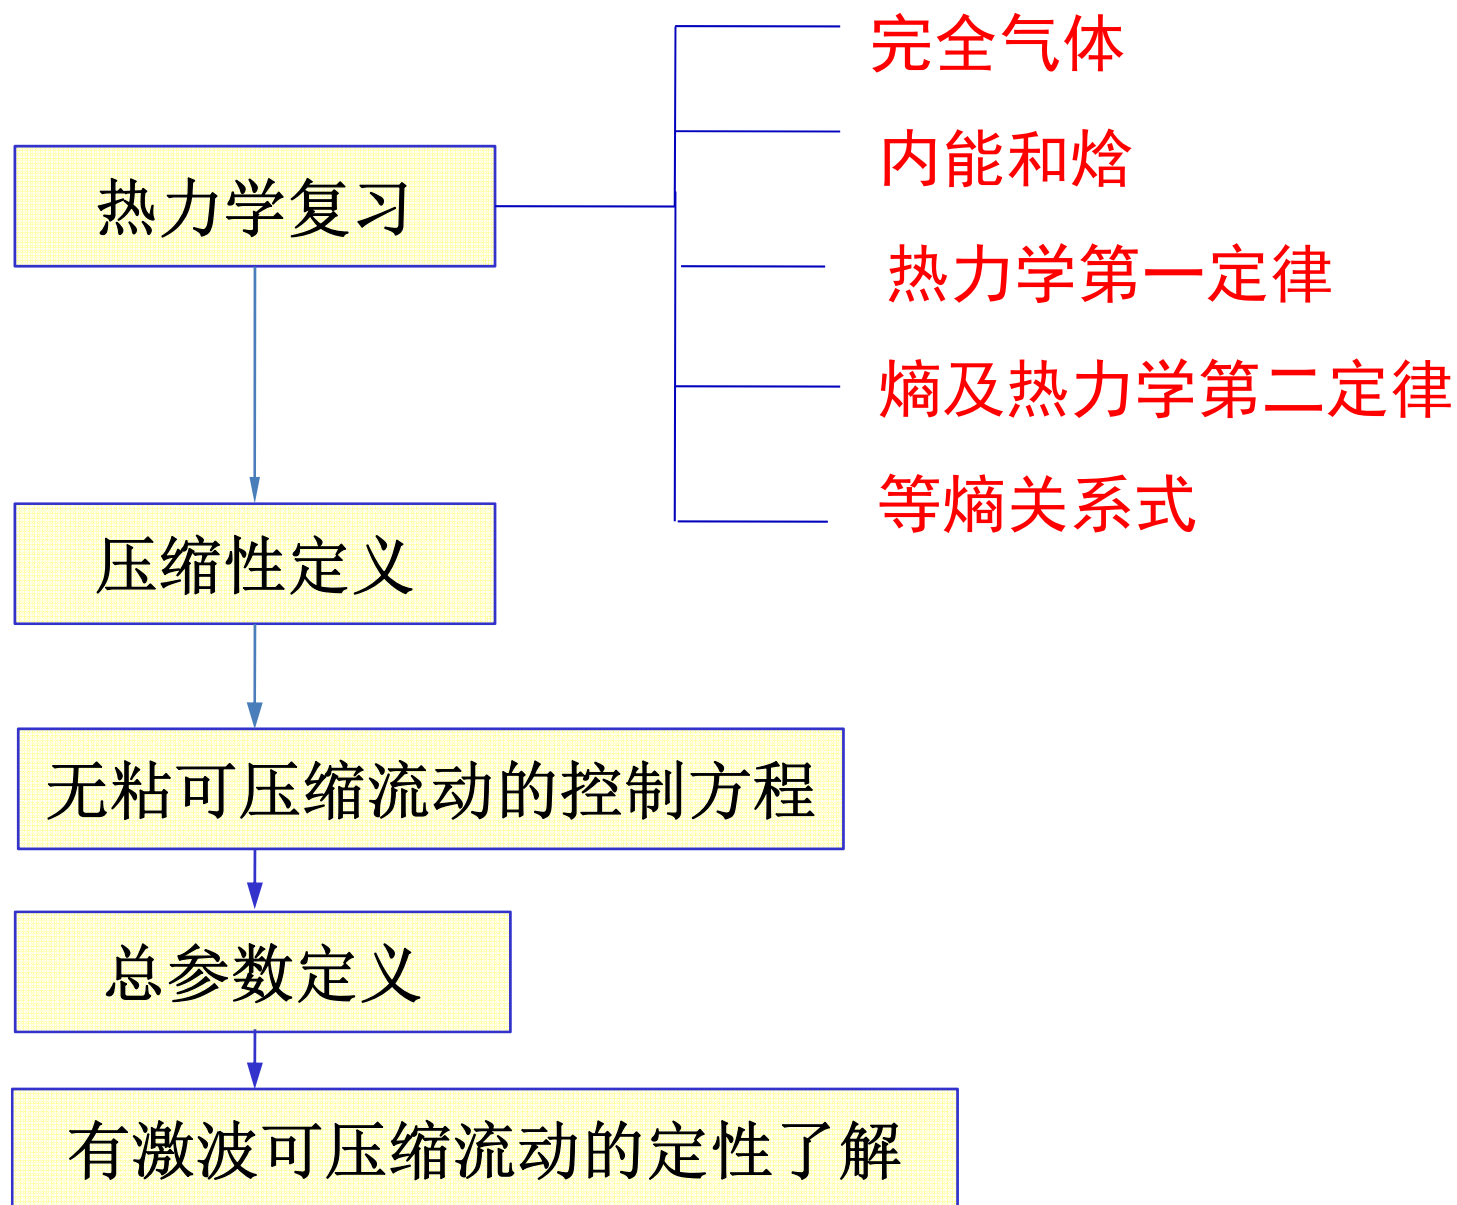 完全气体
内能和焓
热力学复习
热力学第一定律
熵及热力学第二定律
等熵关系式
压缩性定义
无粘可压缩流动的控制方程
总参数定义
有激波可压缩流动的定性了解